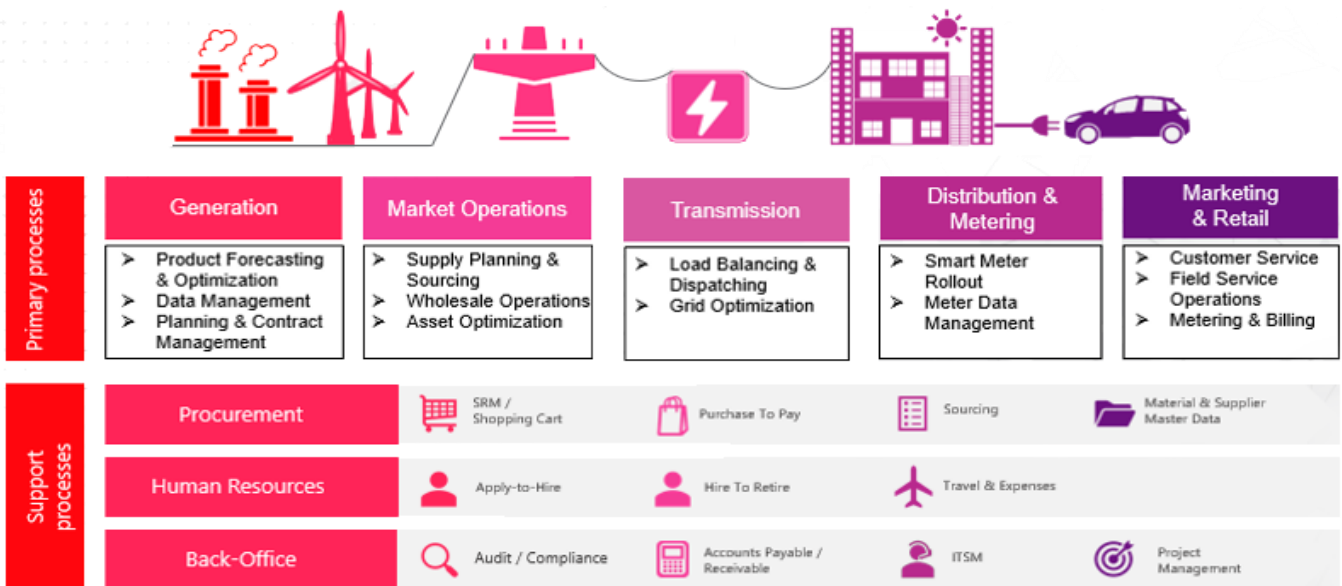 Primary processes
Generation
Market Operations
Transmission
Distribution &
Metering
Marketing
& Retail
➢ Product Forecasting
& Optimization
➢ Data Management
➢ Planning & Contract
Management
➢ Supply Planning &
Sourcing
➢ Wholesale Operations
➢ Asset Optimization
➢ Load Balancing &
Dispatching
➢ Grid Optimization
➢ Smart Meter
Rollout
➢ Meter Data
Management
➢ Customer Service
➢ Field Service
Operations
➢ Metering & Billing
Support
processes
Procurement
SRM /
Shopping Cart
Purchase To Pay
Sourcing
Material & Supplier
Master Data
Human Resources
Apply-to-Hire
Hire To Retire
Travel & Expenses
Back-Office
Audit / Compliance
Accounts Payable /
Receivable
ITSM
Project
Management